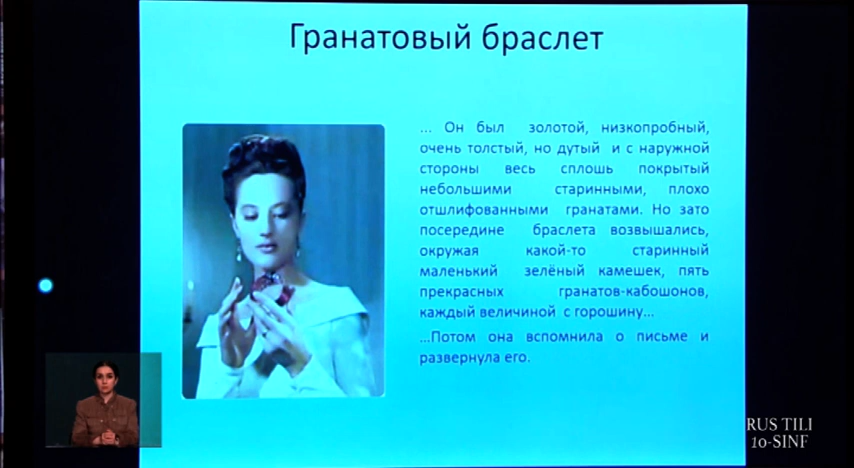 Гранатовый браслет
... Он был золотой, низкопробный,
очень толстый, но дутый и с наружной
стороны весь сплошь покрытый
небольшими старинными, плохо
отшлифованными гранатами. Но зато
посередине браслета возвышались,
окружая какой-то старинный
маленький зелёный камешек, пять
прекрасных гранатов-кабошонов,
каждый величиной с горошину...
...Потом она вспомнила о письме и
развернула его.
RUS TILI
10-SINF